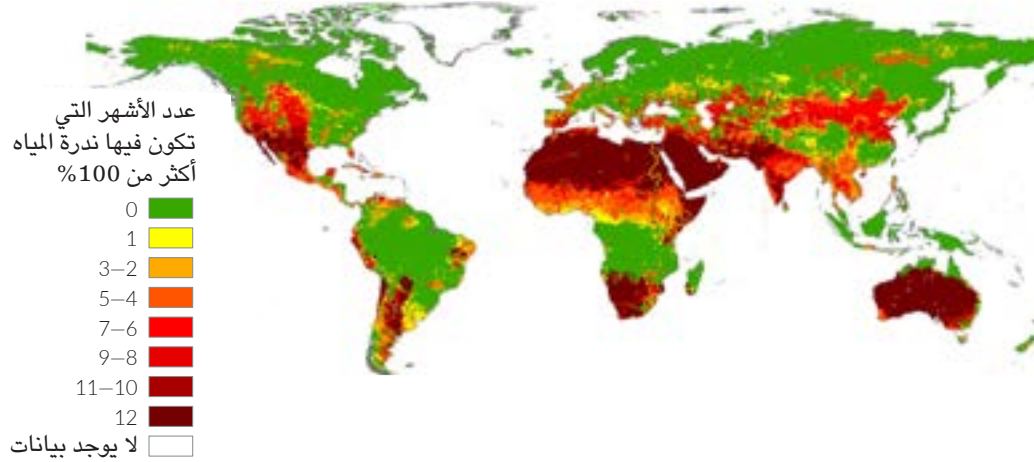 عدد الأشهر التي
تكون فيها ندرة المياه
أكثر من 100%
0
1
3–2
5–4
7–6
9–8
11–10
12
لا يوجد بيانات